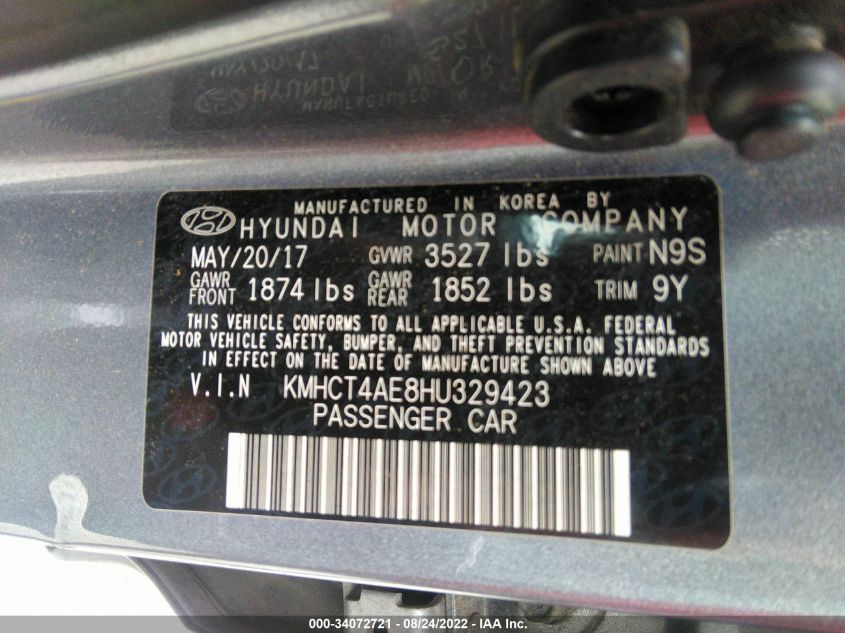 MANUFACTURED IN KOREA BY
HYUNDAI MOTOR COMPANY
MAY/20/17 GVWR 3527 lbs PAINT N9S
GAWR FRONT 1874 lbs GAWR REAR 1852 lbs TRIM 9Y
THIS VEHICLE CONFORMS TO ALL APPLICABLE U.S.A. FEDERAL
MOTOR VEHICLE SAFETY, BUMPER, AND THEFT PREVENTION STANDARDS
IN EFFECT ON THE DATE OF MANUFACTURE SHOWN ABOVE.
V.I.N KMHCT4AE8HU329423
PASSENGER CAR
000-34072721 - 08/24/2022 - IAA Inc.